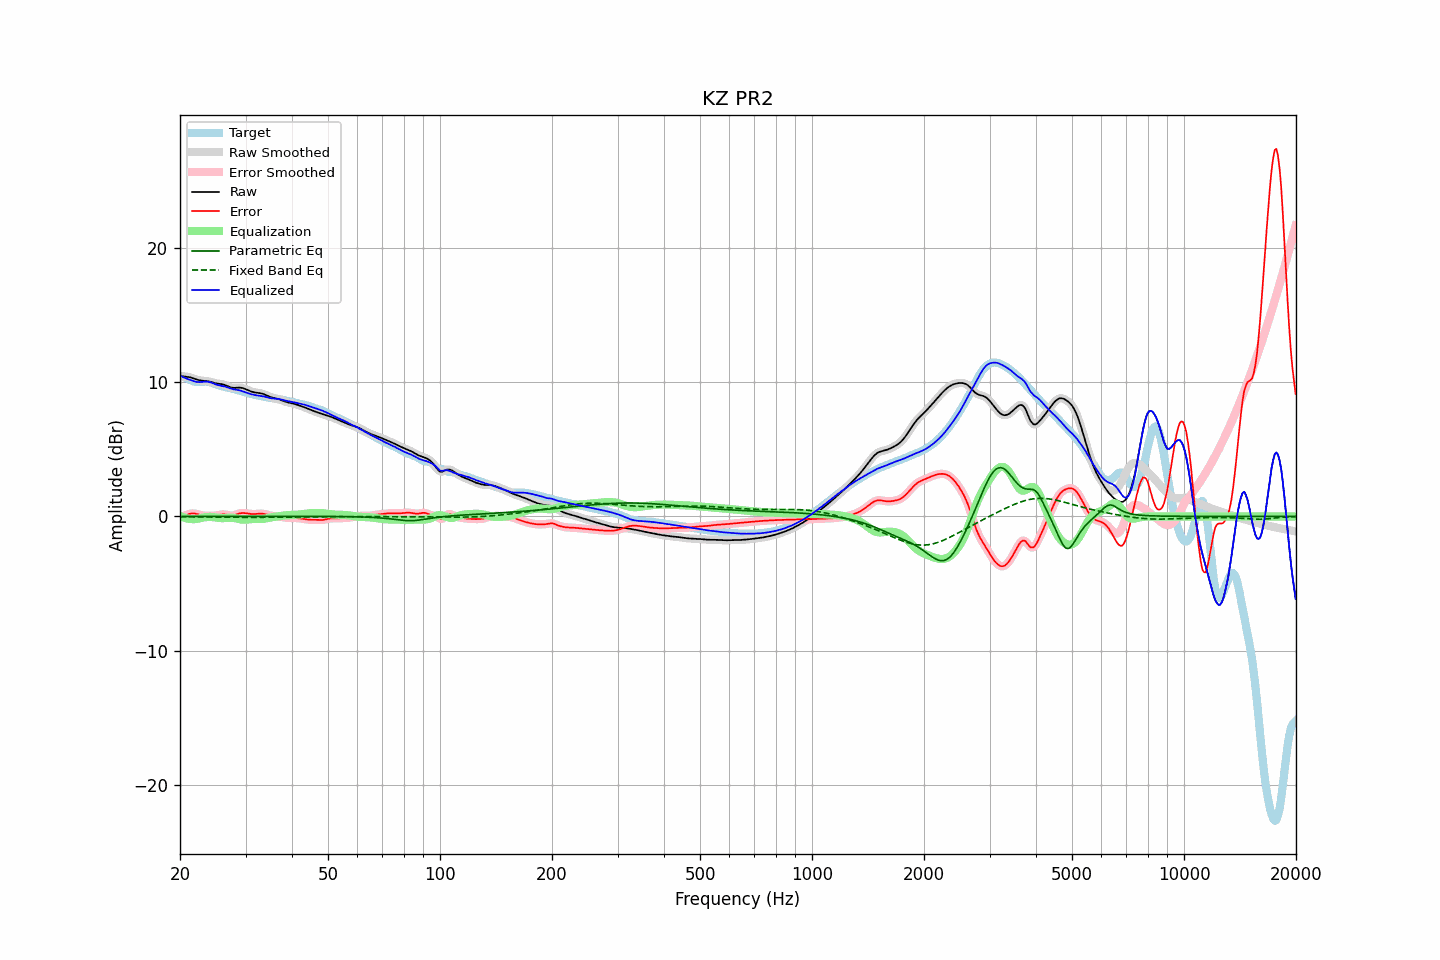 KZ PR2
Target
Raw Smoothed
Error Smoothed
Raw
Error
Equalization
Parametric Eq
Fixed Band Eq
Equalized
Amplitude (dBr)
20
10
0
−10
−20
20 50 100 200 500 1000 2000 5000 10000 20000
Frequency (Hz)